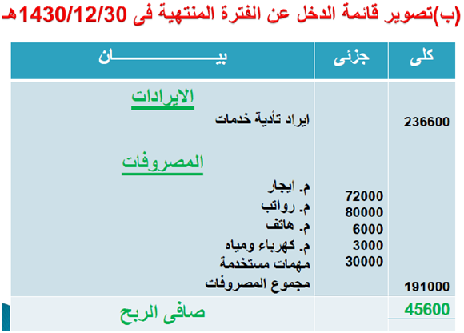 (ب)تصوير قائمة الدخل عن الفترة المنتهية فى 1430/12/30هـ
بيـــــــــــــان جزئى كلى
الايرادات
ايراد تأدية خدمات 236600
المصروفات
م. ايجار 72000
م. رواتب 80000
م. هاتف 6000
م. كهرباء ومياه 3000
مهمات مستخدمة 30000
مجموع المصروفات 191000
صافى الربح 45600